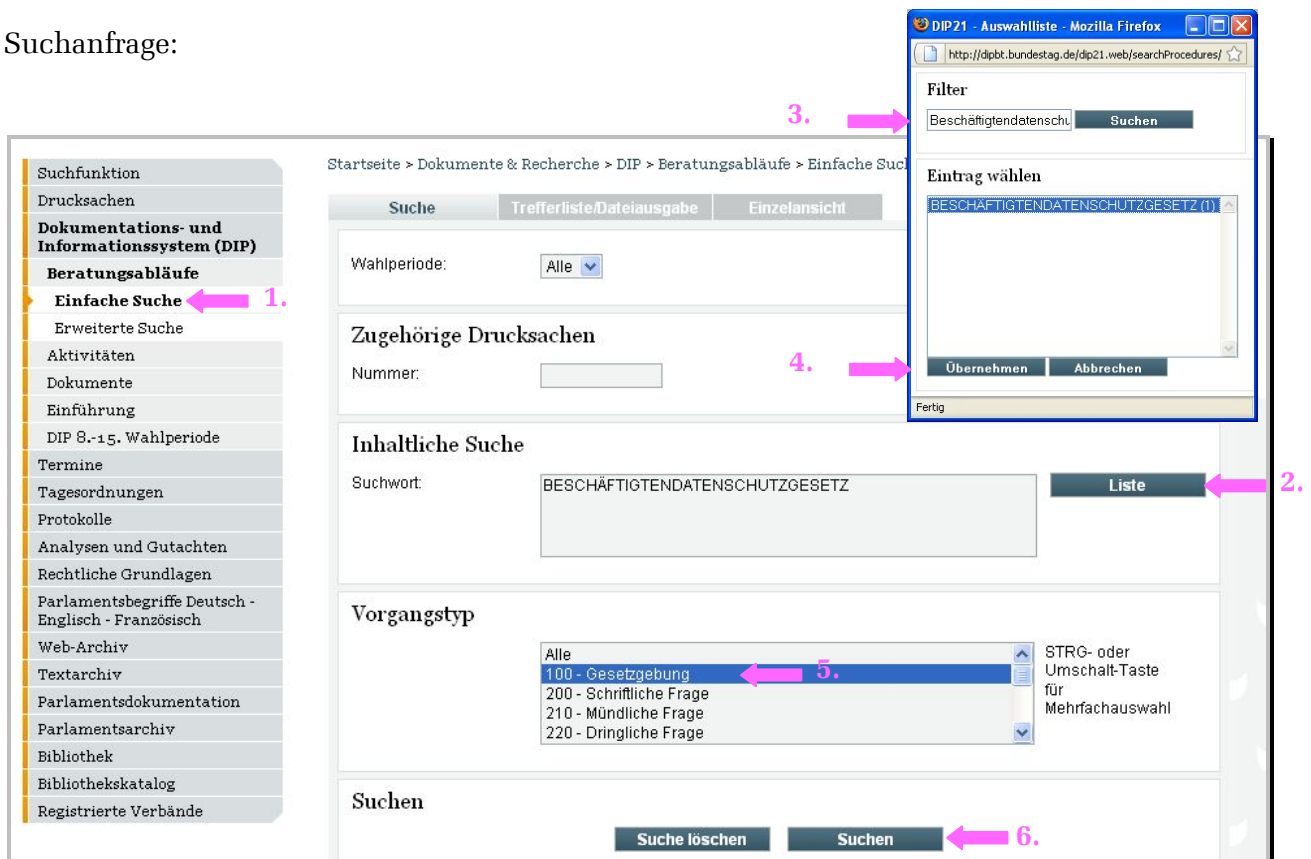 Suchanfrage:
DIP21 - Auswahlliste - Mozilla Firefox
http://dipbt.bundestag.de/dip21.web/searchProcedures/
Filter
3.
Beschäftigtendatenschu
Suchen
Eintrag wählen
BESCHÄFTIGTENDATENSCHUTZGESETZ (1)
4.
Übernehmen
Abbrechen
Fertig
Suchfunktion
Drucksachen
Dokumentations- und
Informationssystem (DIP)
Beratungsabläufe
Einfache Suche
1.
Erweiterte Suche
Aktivitäten
Dokumente
Einführung
DIP 8.-15. Wahlperiode
Termine
Tagesordnungen
Protokolle
Analysen und Gutachten
Rechtliche Grundlagen
Parlamentsbegriffe Deutsch -
Englisch - Französisch
Web-Archiv
Textarchiv
Parlamentsdokumentation
Parlamentsarchiv
Bibliothek
Bibliothekskatalog
Registrierte Verbände
Startseite > Dokumente & Recherche > DIP > Beratungsabläufe > Einfache Suc
Suche
Trefferliste/Dateiausgabe
Einzelansicht
Wahlperiode:
Alle
Zugehörige Drucksachen
Nummer:
Inhaltliche Suche
Suchwort:
BESCHÄFTIGTENDATENSCHUTZGESETZ
Liste
2.
Vorgangstyp
Alle
100 - Gesetzgebung
5.
200 - Schriftliche Frage
210 - Mündliche Frage
220 - Dringliche Frage
STRG- oder
Umschalt-Taste
für
Mehrfachauswahl
Suchen
Suche löschen
Suchen
6.